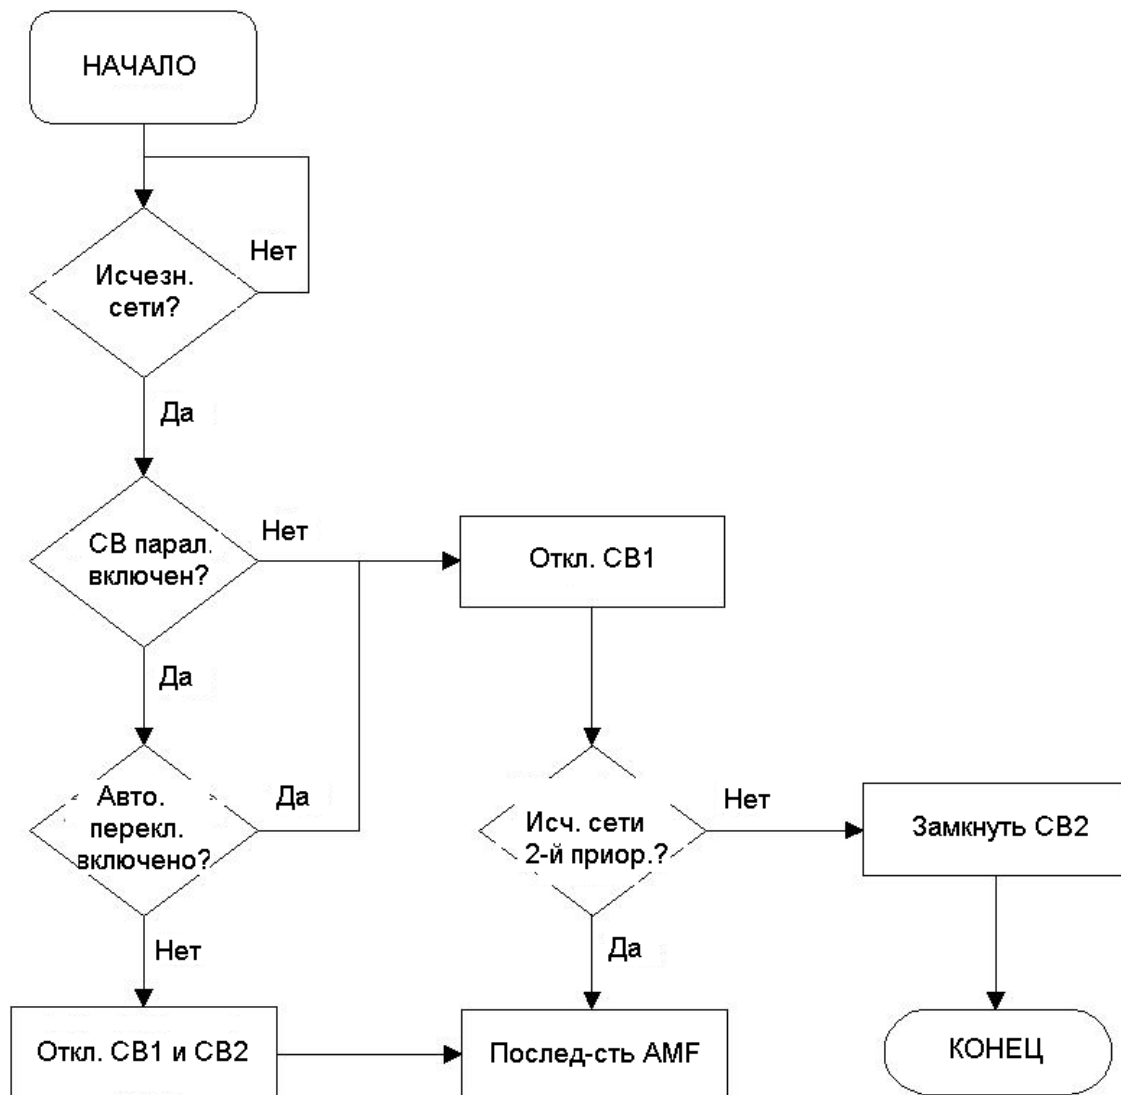 НАЧАЛО
Нет
Исчезн.
сети?
Да
СВ парал.
включен?
Нет
Откл. СВ1
Да
Авто.
перекл.
включено?
Да
Исч. сети
2-й приор.?
Нет
Замкнуть СВ2
Нет
Да
Откл. СВ1 и СВ2
Послед-сть AMF
КОНЕЦ